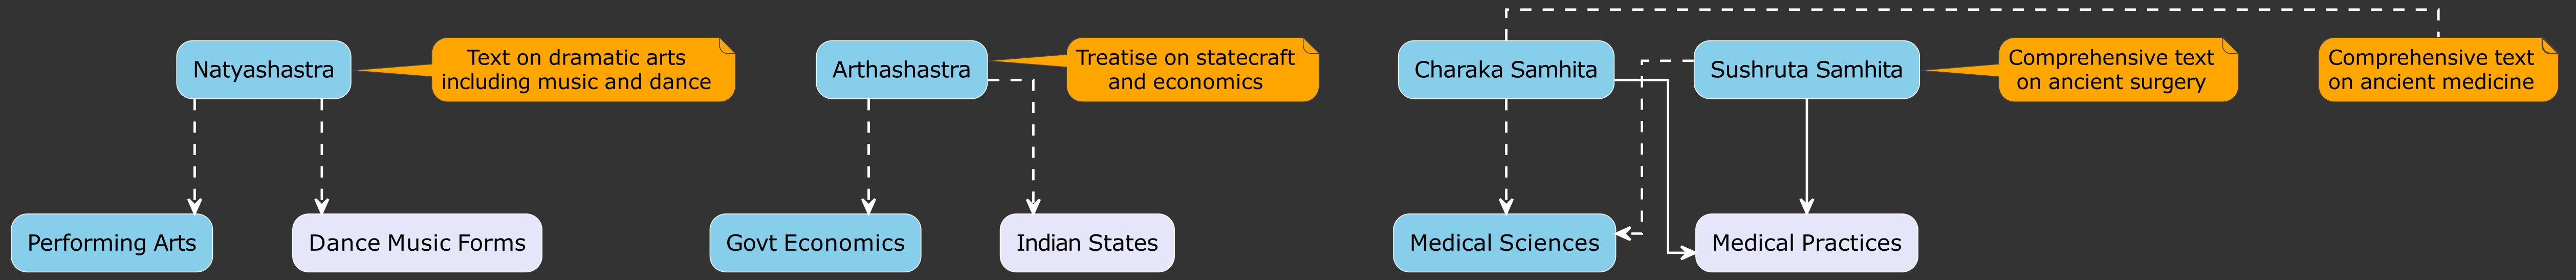 Natyashastra
Text on dramatic arts
including music and dance
Arthashastra
Treatise on statecraft
and economics
Charaka Samhita
Sushruta Samhita
Comprehensive text
on ancient surgery
Comprehensive text
on ancient medicine
Performing Arts
Dance Music Forms
Govt Economics
Indian States
Medical Sciences
Medical Practices